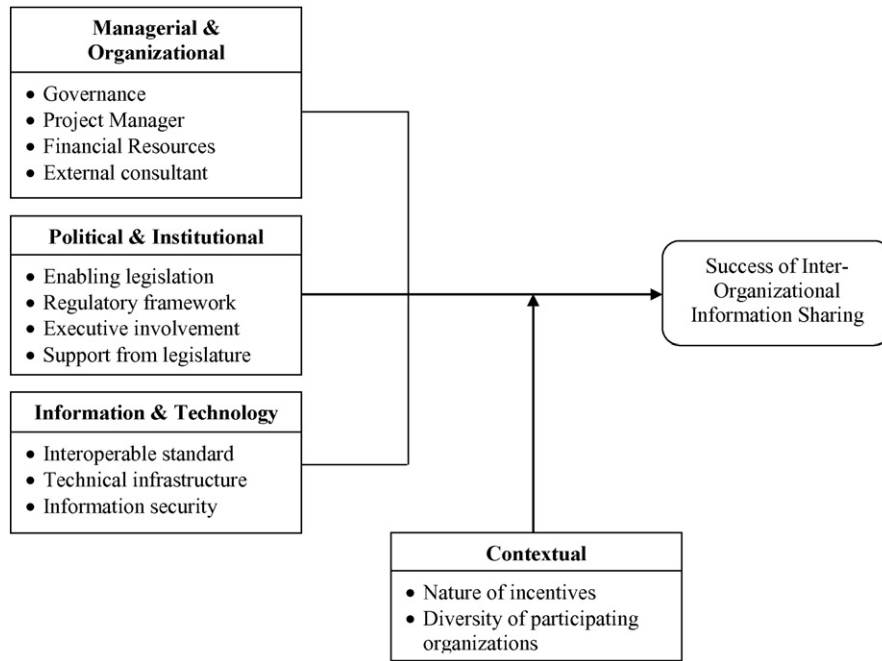 Managerial &
Organizational
• Governance
• Project Manager
• Financial Resources
• External consultant
Political & Institutional
• Enabling legislation
• Regulatory framework
• Executive involvement
• Support from legislature
Information & Technology
• Interoperable standard
• Technical infrastructure
• Information security
Success of Inter-
Organizational
Information Sharing
Contextual
• Nature of incentives
• Diversity of participating
organizations